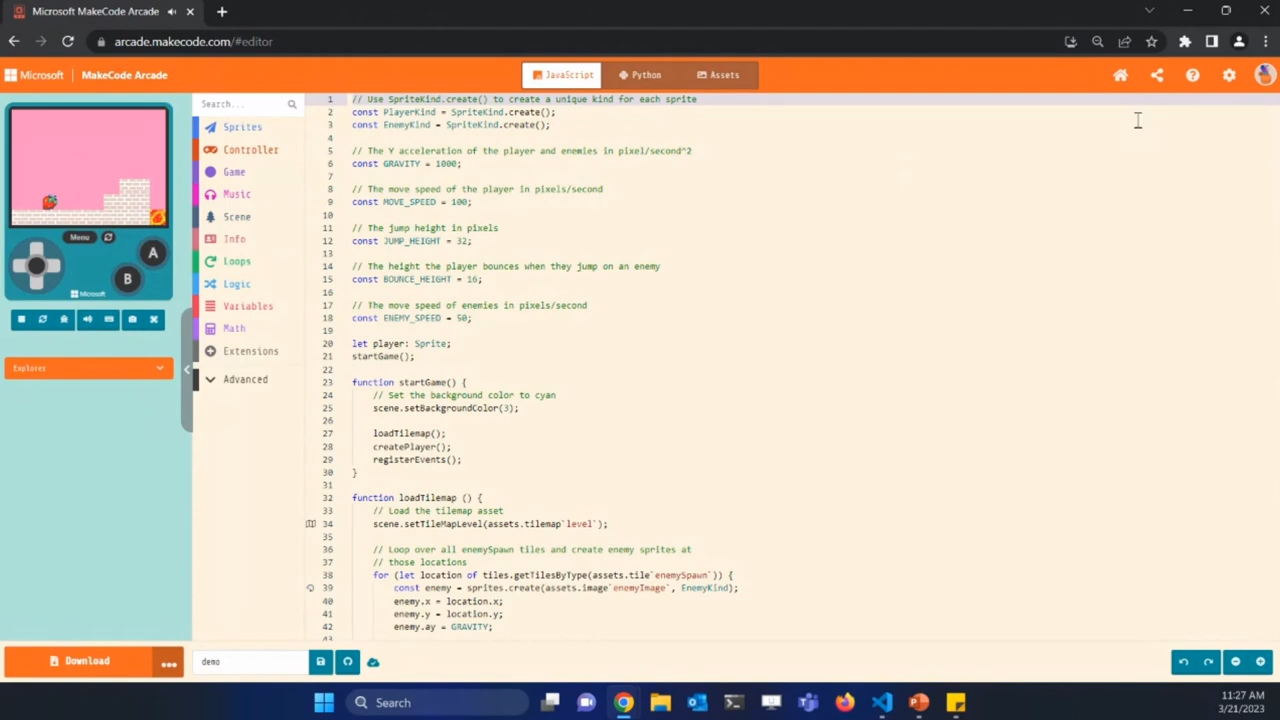 Microsoft MakeCode Arcade
arcade.makecode.com/#editor
Microsoft MakeCode Arcade
JavaScript Python Assets
Search...
Sprites
Controller
Game
Music
Scene
Info
Loops
Logic
Variables
Math
Extensions
Advanced
Menu
A
B
Microsoft
Explorer
1 // Use SpriteKind.create() to create a unique kind for each sprite
2 const PlayerKind = SpriteKind.create();
3 const EnemyKind = SpriteKind.create();
4
5 // The Y acceleration of the player and enemies in pixel/second^2
6 const GRAVITY = 1000;
7
8 // The move speed of the player in pixels/second
9 const MOVE_SPEED = 100;
10
11 // The jump height in pixels
12 const JUMP_HEIGHT = 32;
13
14 // The height the player bounces when they jump on an enemy
15 const BOUNCE_HEIGHT = 16;
16
17 // The move speed of enemies in pixels/second
18 const ENEMY_SPEED = 50;
19
20 let player: Sprite;
21 startGame();
22
23 function startGame() {
24 // Set the background color to cyan
25 scene.setBackgroundColor(3);
26
27 loadTilemap();
28 createPlayer();
29 registerEvents();
30 }
31
32 function loadTilemap () {
33 // Load the tilemap asset
34 scene.setTileMapLevel(assets.tilemap`level`);
35
36 // Loop over all enemySpawn tiles and create enemy sprites at
37 // those locations
38 for (let location of tiles.getTilesByType(assets.tile`enemySpawn`)) {
39 const enemy = sprites.create(assets.image`enemyImage`, EnemyKind);
40 enemy.x = location.x;
41 enemy.y = location.y;
42 enemy.ay = GRAVITY;
43
Download
demo
Search
11:27 AM
3/21/2023